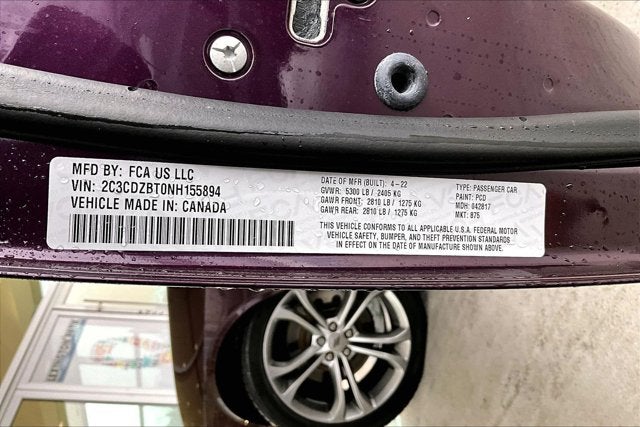 MFD BY: FCA US LLC
VIN: 2C3CDZBT0NH155894
VEHICLE MADE IN: CANADA
DATE OF MFR (BUILT): 4-22
GVWR: 5300 LB / 2405 KG
GAWR FRONT: 2810 LB / 1275 KG
GAWR REAR: 2810 LB / 1275 KG
TYPE: PASSENGER CAR
PAINT: PCD
MDH: 042817
MKT: 875
THIS VEHICLE CONFORMS TO ALL APPLICABLE U.S.A. FEDERAL MOTOR
VEHICLE SAFETY, BUMPER, AND THEFT PREVENTION STANDARDS
IN EFFECT ON THE DATE OF MANUFACTURE SHOWN ABOVE.